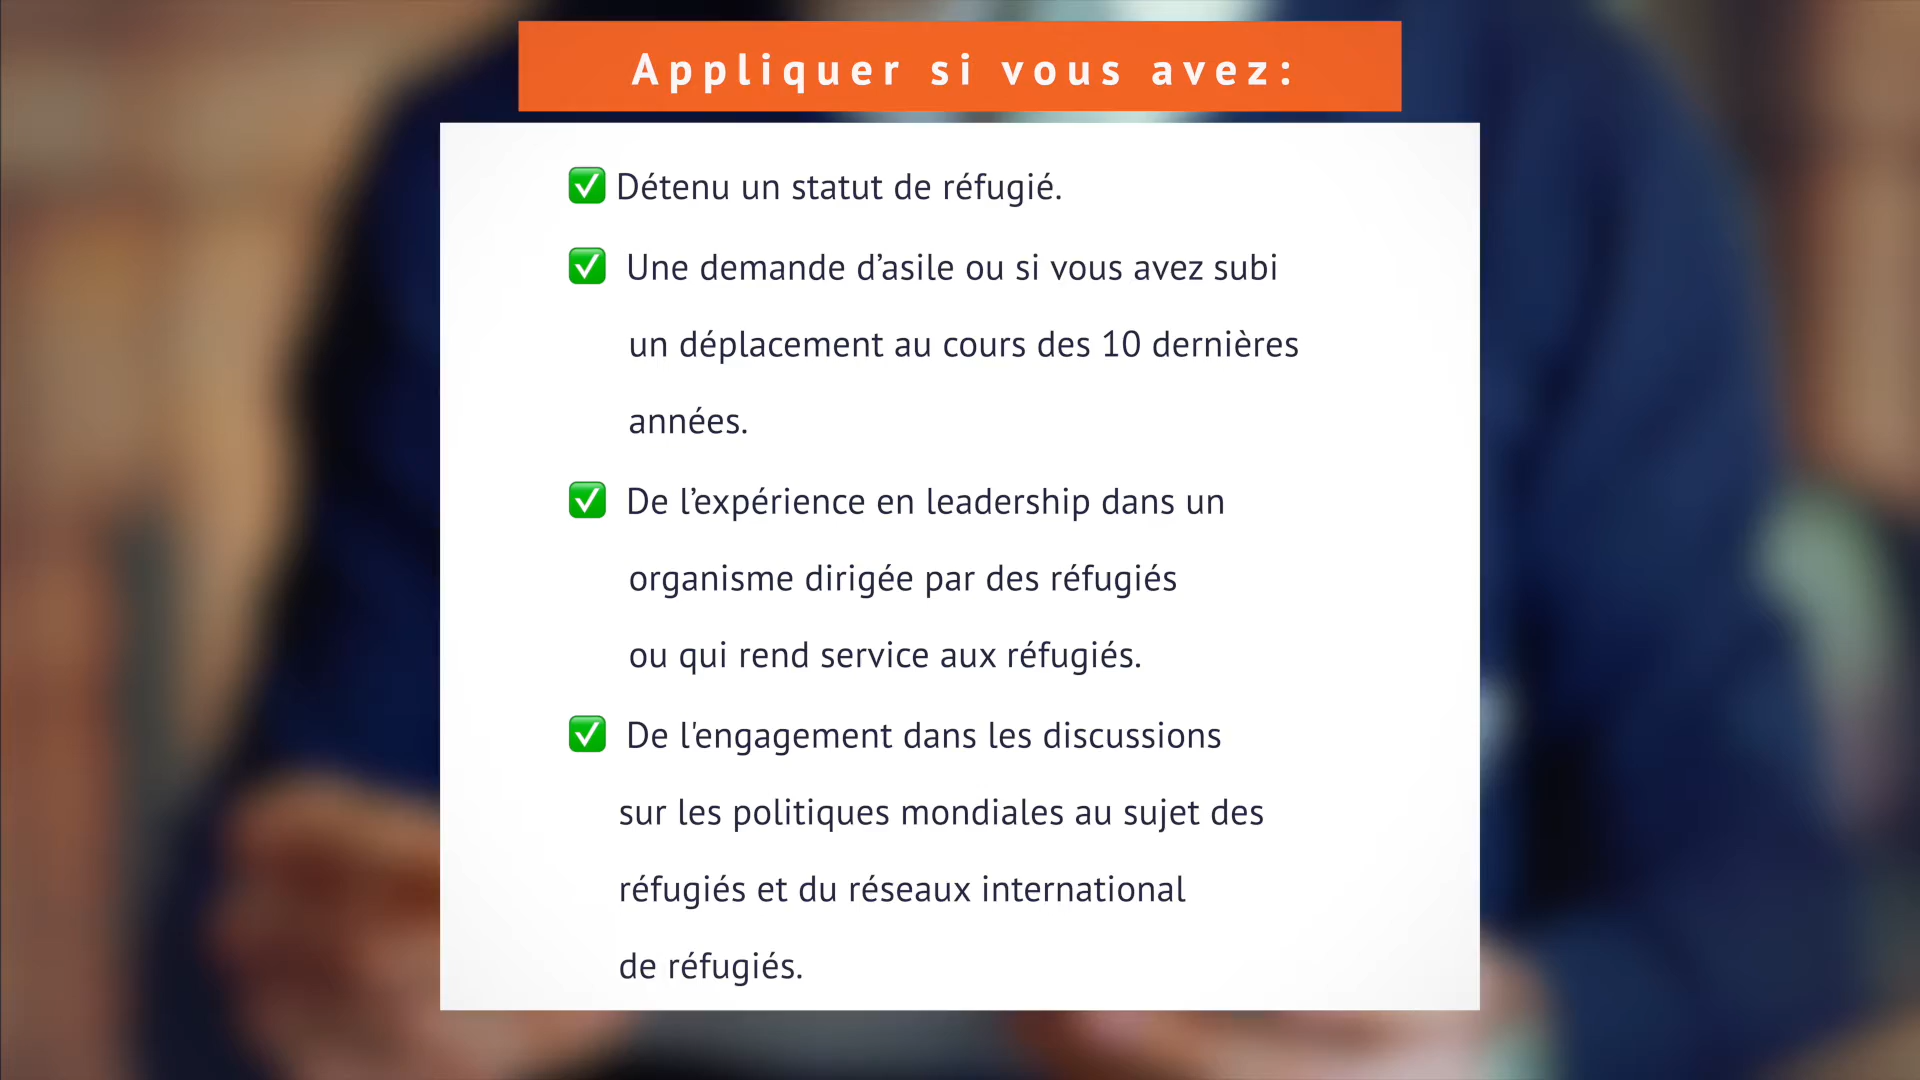 Appliquer si vous avez:
✅ Détenu un statut de réfugié.
✅ Une demande d’asile ou si vous avez subi
un déplacement au cours des 10 dernières
années.
✅ De l’expérience en leadership dans un
organisme dirigée par des réfugiés
ou qui rend service aux réfugiés.
✅ De l'engagement dans les discussions
sur les politiques mondiales au sujet des
réfugiés et du réseaux international
de réfugiés.